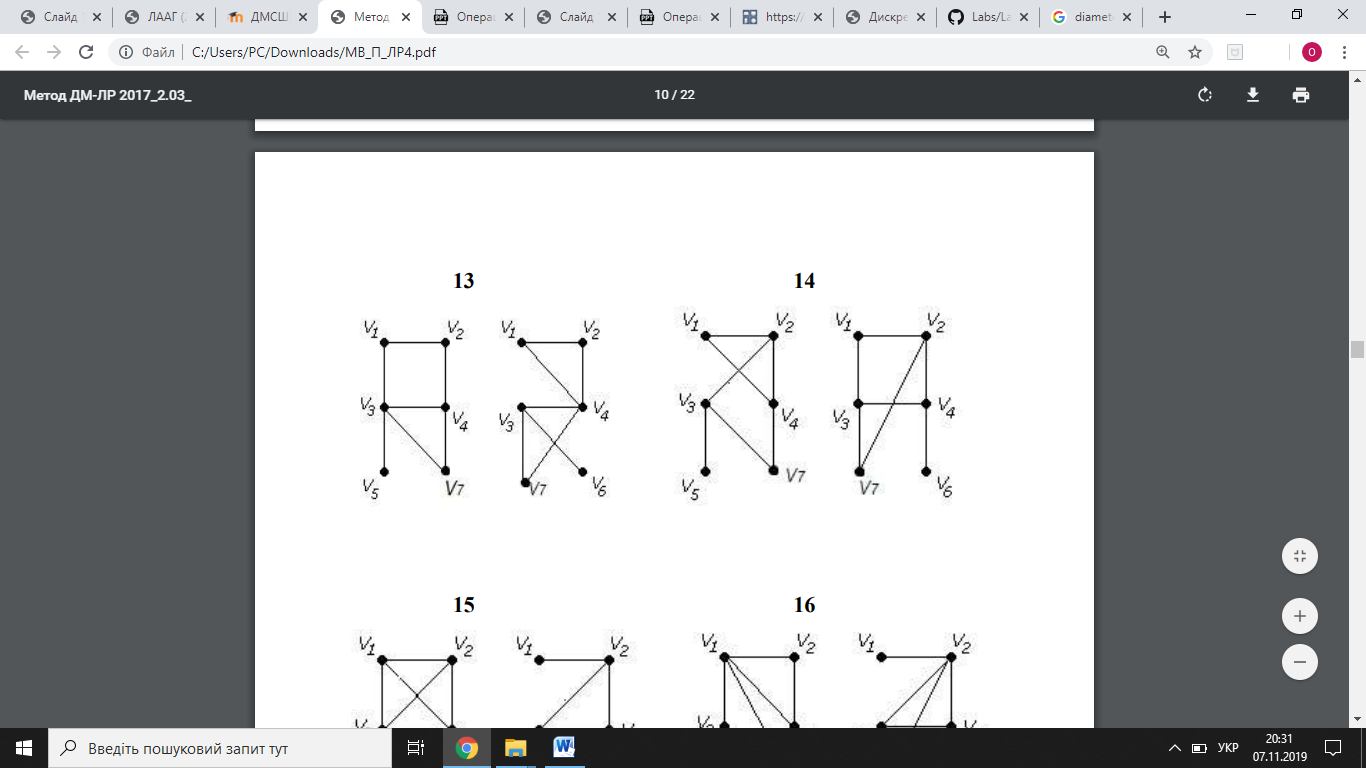 Слайд
ЛААГ (
ДМСШ
Метод
Опера
Слайд
Опера
https://
Дискре
Labs/La
diamet
Файл
C:/Users/PC/Downloads/МВ_П_ЛР4.pdf
О
Метод ДМ-ЛР 2017_2.03_
10 / 22
13
14
V1 V2 V1 V2 V1 V2 V1 V2
V3 V4 V3 V4 V3 V4 V3 V4
V5 V7 V7 V6 V5 V7 V7 V6
15
16
V1 V2 V1 V2 V1 V2 V1 V2
Введіть пошуковий запит тут
УКР
20:31
07.11.2019